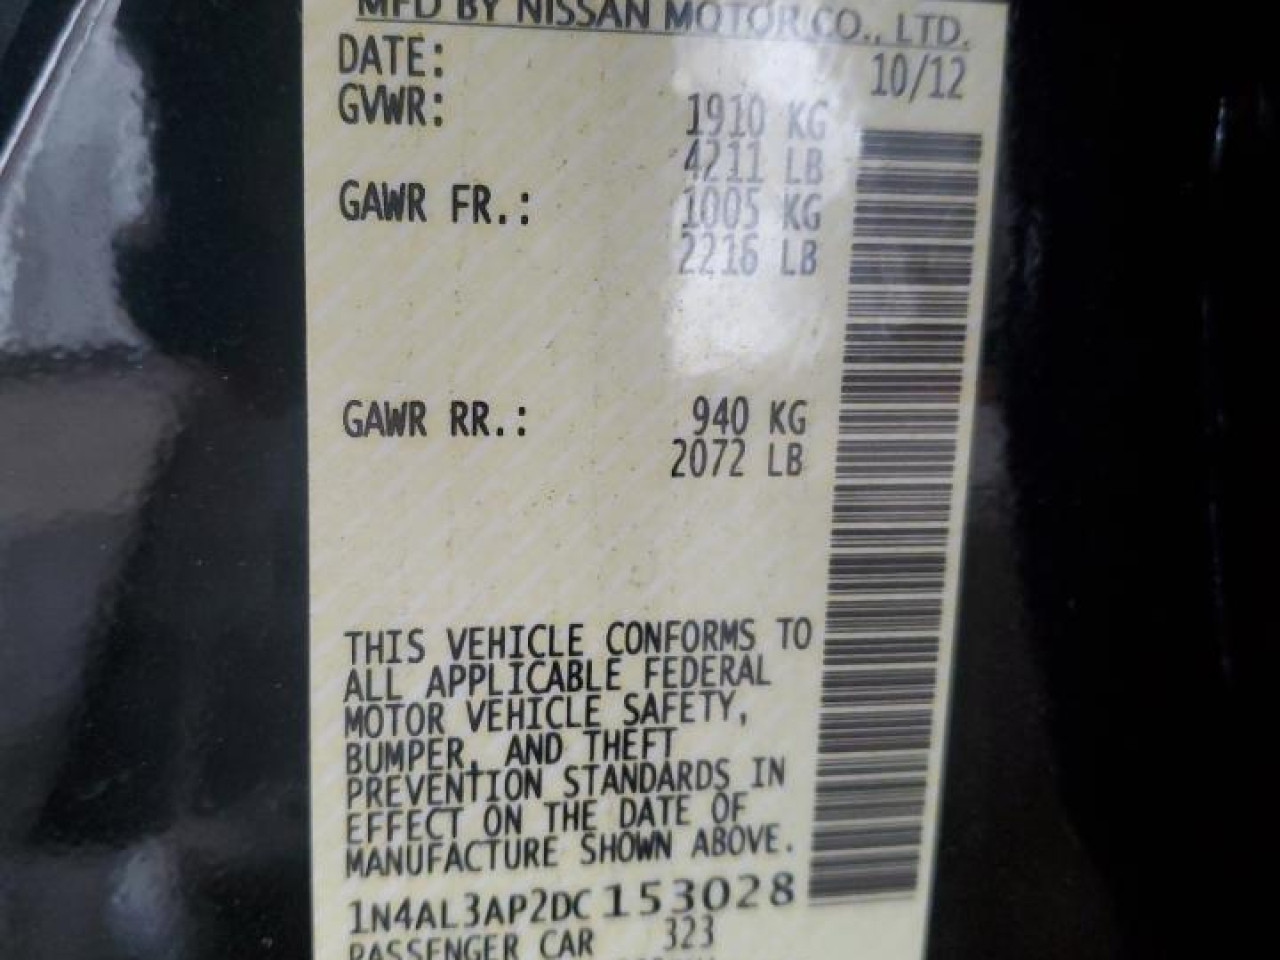 MFD BY NISSAN MOTOR CO., LTD.
DATE: 10/12
GVWR: 1910 KG
4211 LB
GAWR FR.: 1005 KG
2216 LB
GAWR RR.: 940 KG
2072 LB
THIS VEHICLE CONFORMS TO
ALL APPLICABLE FEDERAL
MOTOR VEHICLE SAFETY,
BUMPER, AND THEFT
PREVENTION STANDARDS IN
EFFECT ON THE DATE OF
MANUFACTURE SHOWN ABOVE.
1N4AL3AP2DC153028
PASSENGER CAR 323